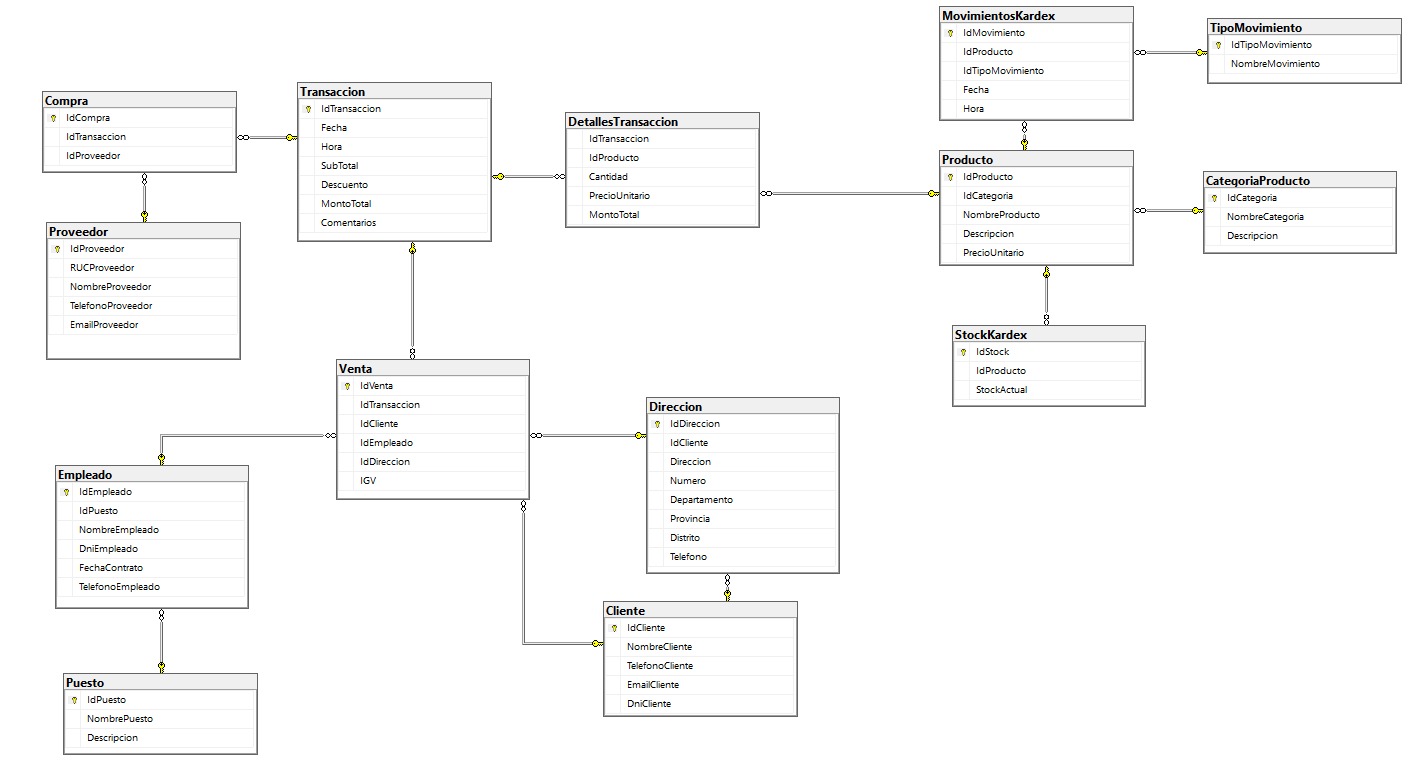 MovimientosKardex
IdMovimiento
IdProducto
IdTipoMovimiento
Fecha
Hora
TipoMovimiento
IdTipoMovimiento
NombreMovimiento
Compra
IdCompra
IdTransaccion
IdProveedor
Transaccion
IdTransaccion
Fecha
Hora
SubTotal
Descuento
MontoTotal
Comentarios
DetallesTransaccion
IdTransaccion
IdProducto
Cantidad
PrecioUnitario
MontoTotal
Producto
IdProducto
IdCategoria
NombreProducto
Descripcion
PrecioUnitario
CategoriaProducto
IdCategoria
NombreCategoria
Descripcion
Proveedor
IdProveedor
RUCProveedor
NombreProveedor
TelefonoProveedor
EmailProveedor
StockKardex
IdStock
IdProducto
StockActual
Venta
IdVenta
IdTransaccion
IdCliente
IdEmpleado
IdDireccion
IGV
Direccion
IdDireccion
IdCliente
Direccion
Numero
Departamento
Provincia
Distrito
Telefono
Empleado
IdEmpleado
IdPuesto
NombreEmpleado
DniEmpleado
FechaContrato
TelefonoEmpleado
Cliente
IdCliente
NombreCliente
TelefonoCliente
EmailCliente
DniCliente
Puesto
IdPuesto
NombrePuesto
Descripcion